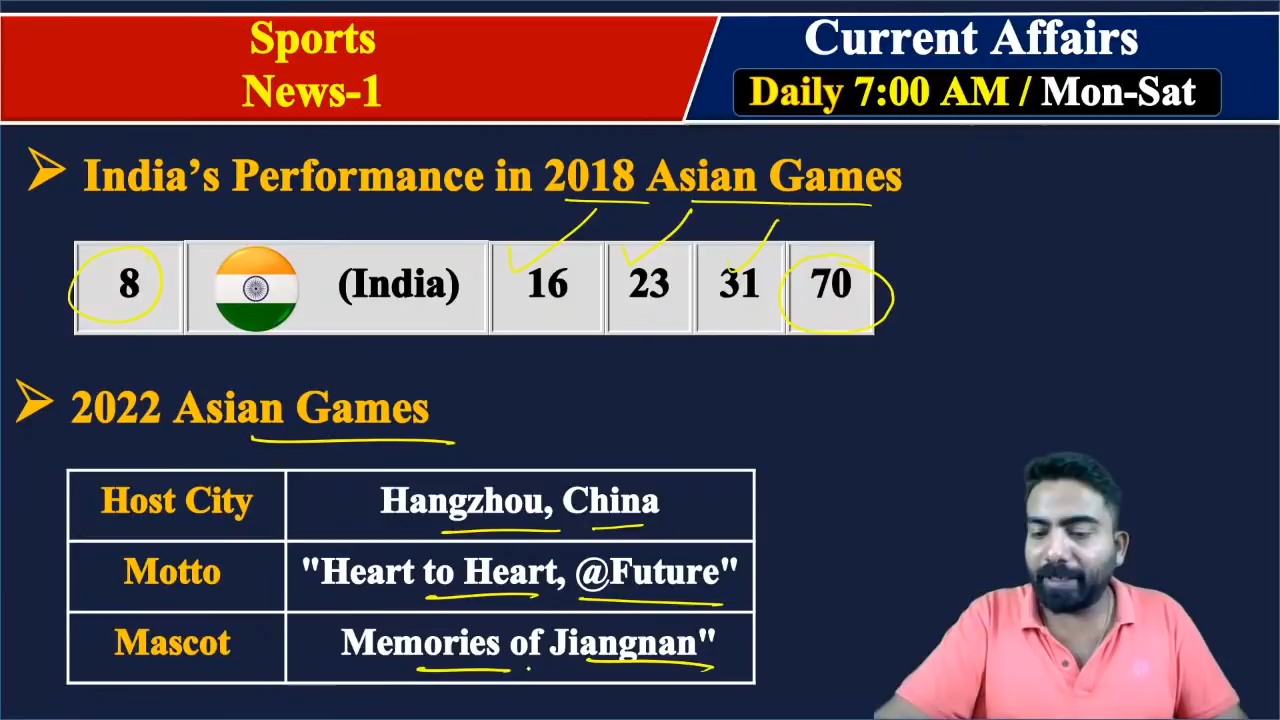 Sports
News-1
Current Affairs
Daily 7:00 AM / Mon-Sat
India's Performance in 2018 Asian Games
8 (India) 16 23 31 70
2022 Asian Games
Host City Hangzhou, China
Motto "Heart to Heart, @Future"
Mascot Memories of Jiangnan"